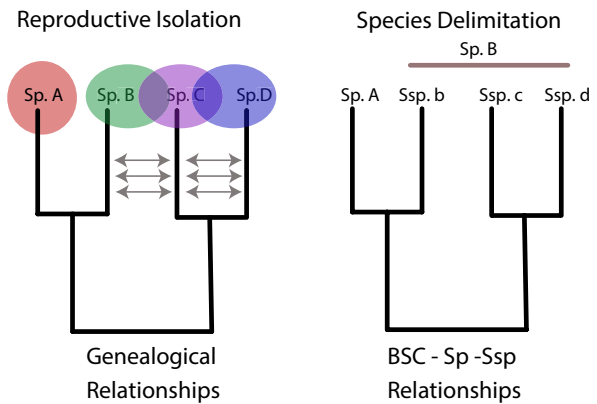 Reproductive Isolation
Sp. A Sp. B Sp. C Sp.D
Genealogical
Relationships
Species Delimitation
Sp. B
Sp. A Ssp. b Ssp. c Ssp. d
BSC - Sp -Ssp
Relationships